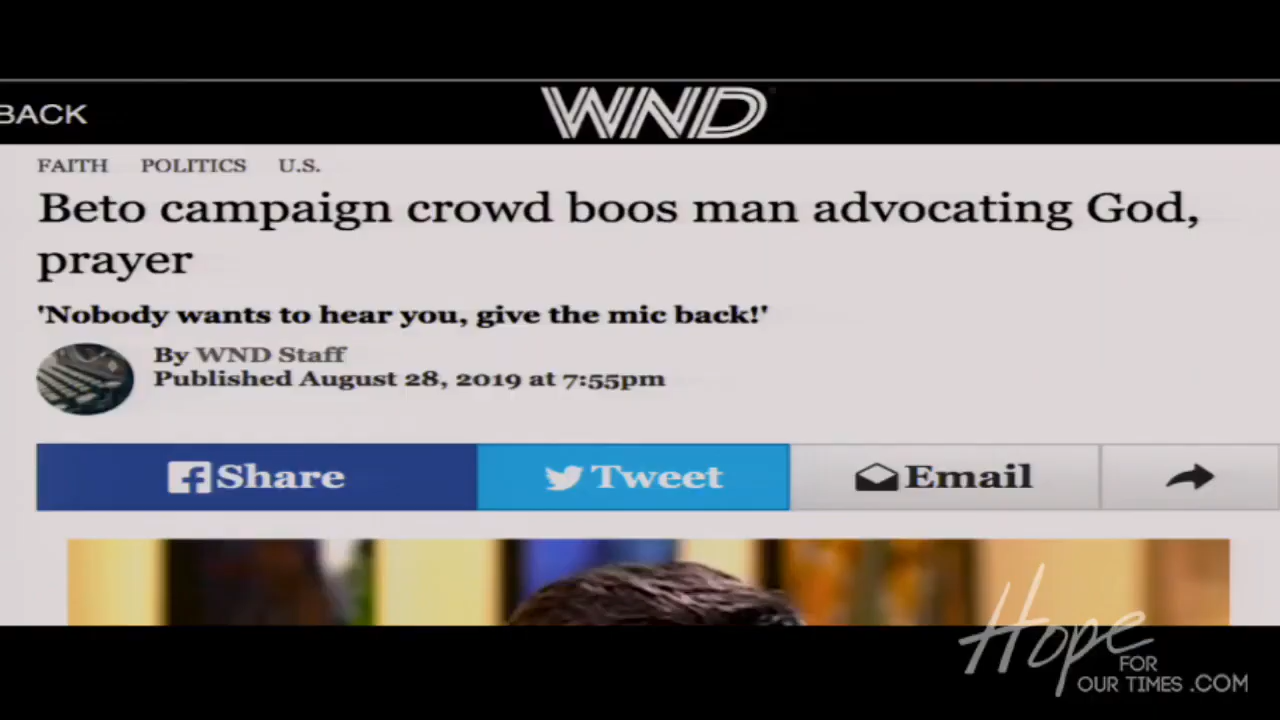 BACK
WND
FAITH POLITICS U.S.
Beto campaign crowd boos man advocating God,
prayer
'Nobody wants to hear you, give the mic back!'
By WND Staff
Published August 28, 2019 at 7:55pm
Share Tweet Email
Hope
FOR
OUR TIMES .COM